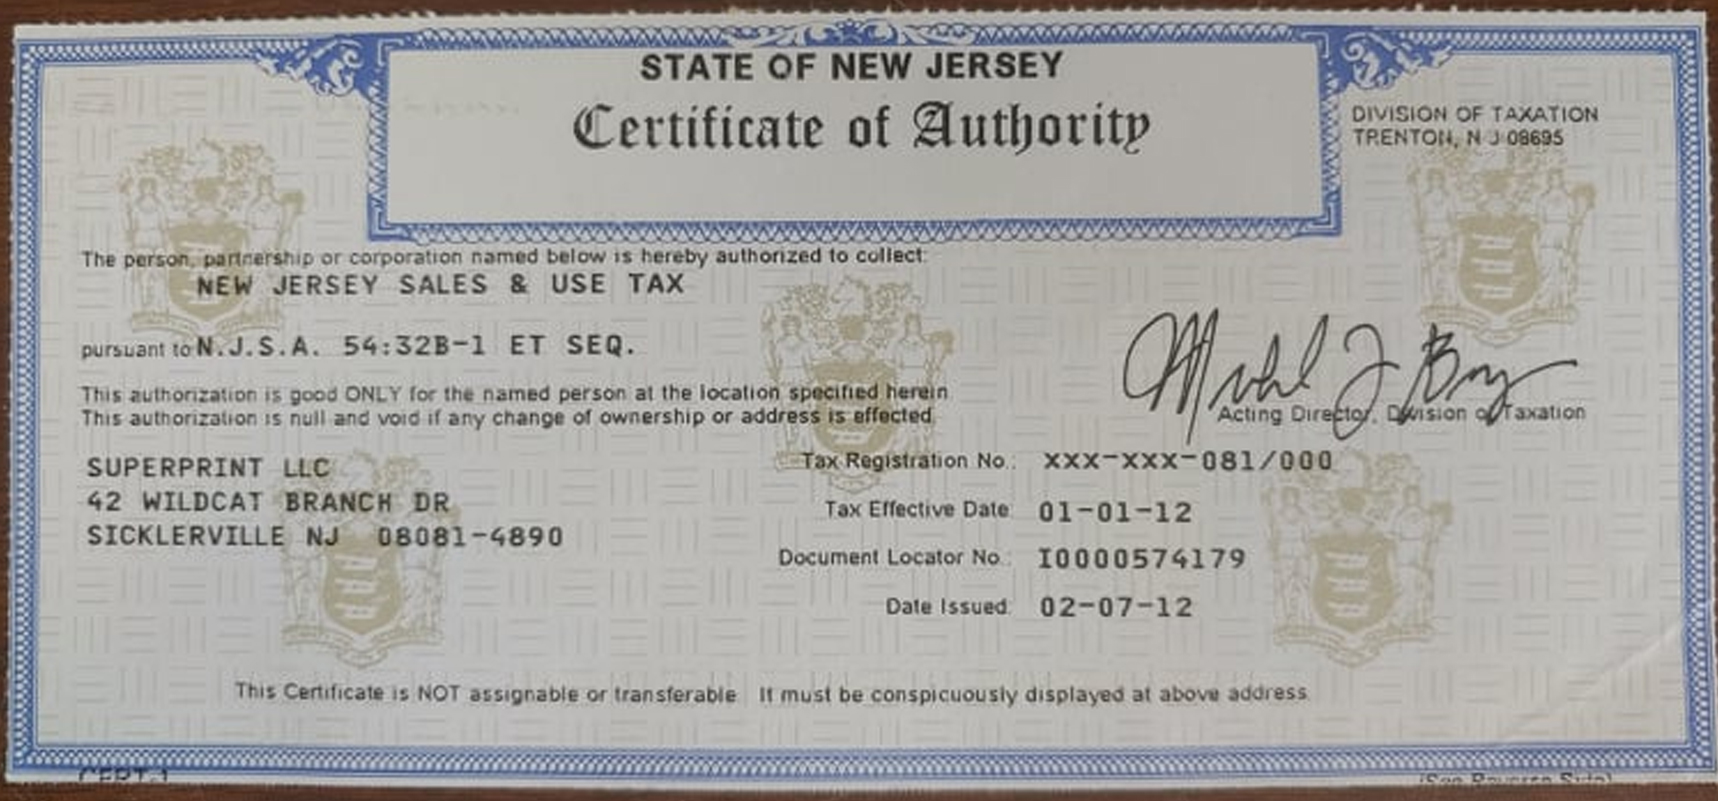 STATE OF NEW JERSEY
Certificate of Authority
DIVISION OF TAXATION
TRENTON, N J 08695
The person, partnership or corporation named below is hereby authorized to collect:
NEW JERSEY SALES & USE TAX
pursuant to N.J.S.A. 54:32B-1 ET SEQ.
This authorization is good ONLY for the named person at the location specified herein.
This authorization is null and void if any change of ownership or address is effected.
Acting Director, Division of Taxation
SUPERPRINT LLC
42 WILDCAT BRANCH DR
SICKLERVILLE NJ 08081-4890
Tax Registration No.: XXX-XXX-081/000
Tax Effective Date: 01-01-12
Document Locator No.: I0000574179
Date Issued: 02-07-12
This Certificate is NOT assignable or transferable. It must be conspicuously displayed at above address.
CERT-1